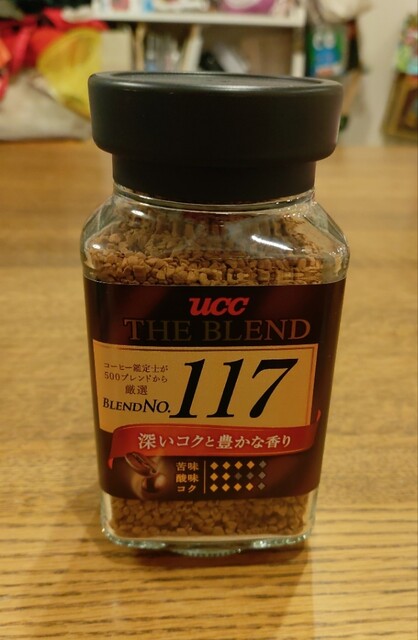 UCC
THE BLEND
コーヒー鑑定士が
500ブレンドから
厳選
BLEND NO. 117
深いコクと豊かな香り
苦味
酸味
コク